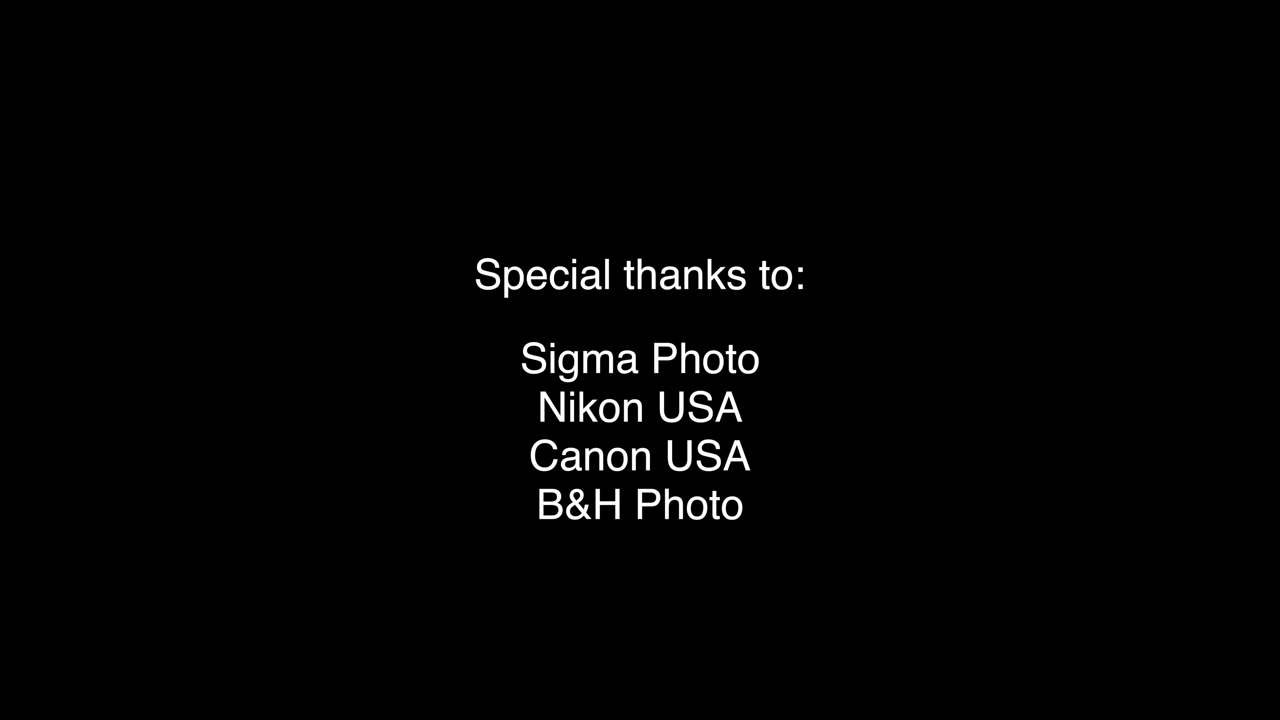 Special thanks to:
Sigma Photo
Nikon USA
Canon USA
B&H Photo